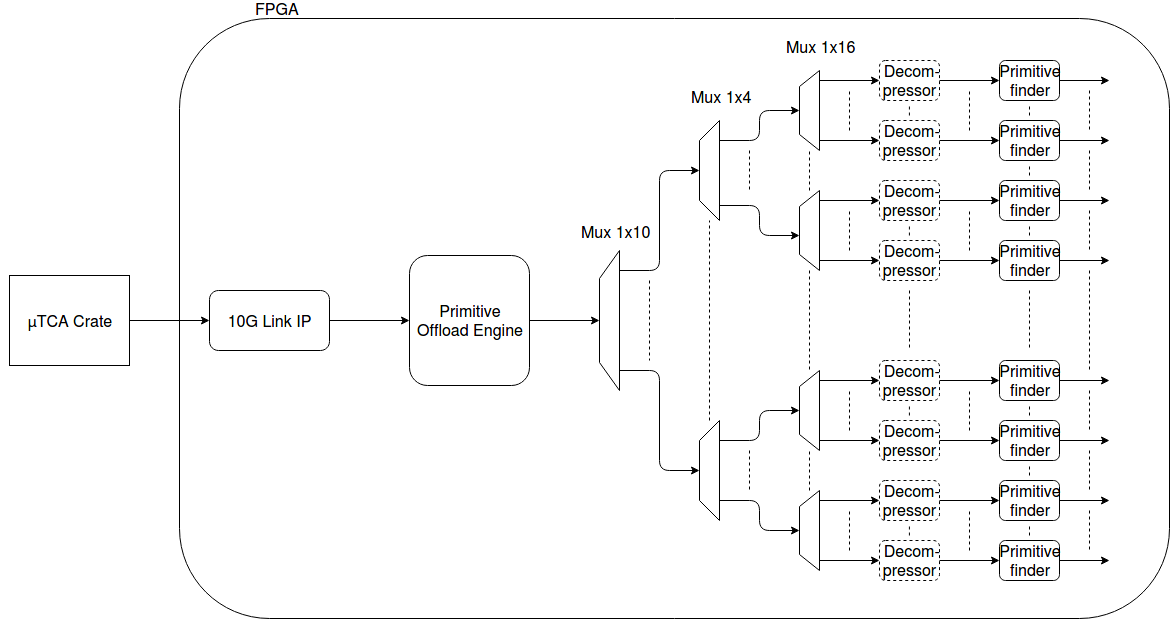 FPGA
Mux 1x16
Decom-
pressor
Primitive
finder
Mux 1x4
Decom-
pressor
Primitive
finder
Decom-
pressor
Primitive
finder
Mux 1x10
Decom-
pressor
Primitive
finder
µTCA Crate
10G Link IP
Primitive
Offload Engine
Decom-
pressor
Primitive
finder
Decom-
pressor
Primitive
finder
Decom-
pressor
Primitive
finder
Decom-
pressor
Primitive
finder